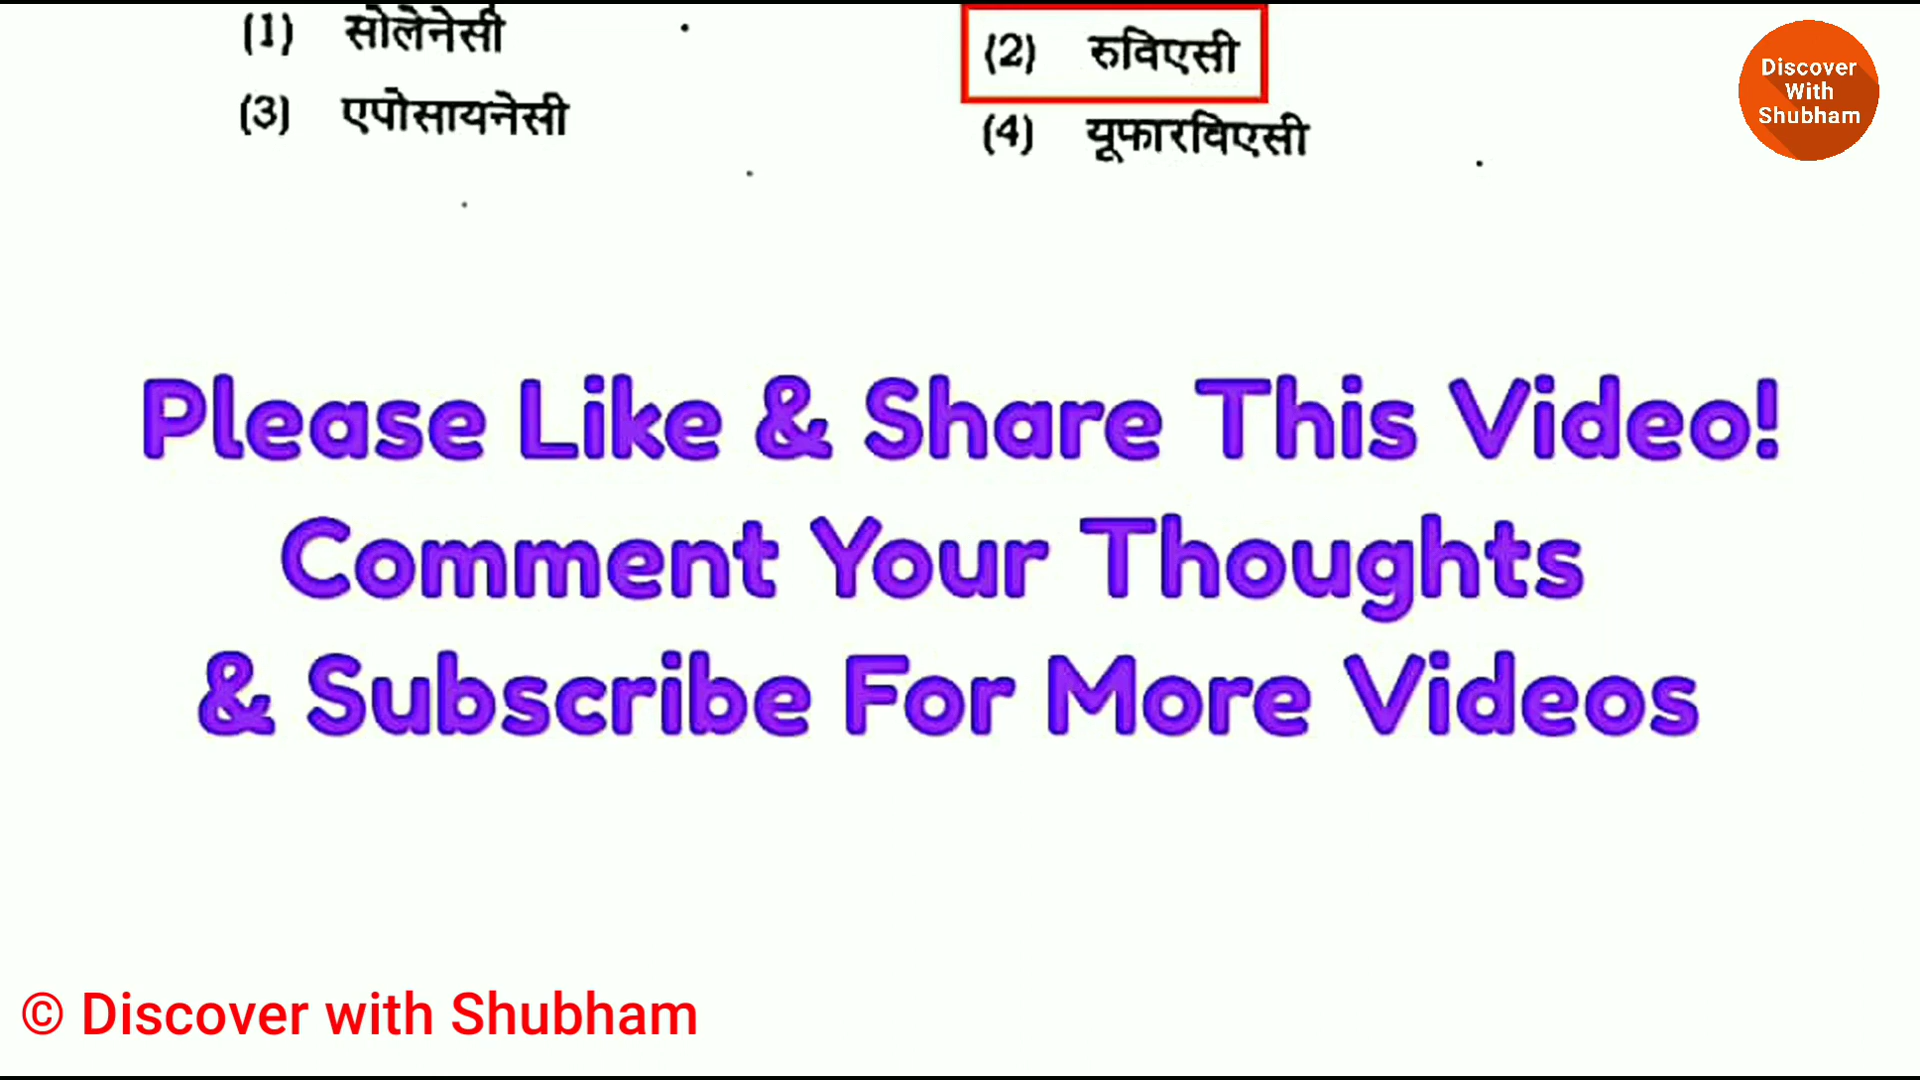 (1) सोलेनेसी
(2) रुविएसी
(3) एपोसायनेसी
(4) यूफारविएसी
Discover
With
Shubham
Please Like & Share This Video!
Comment Your Thoughts
& Subscribe For More Videos
© Discover with Shubham